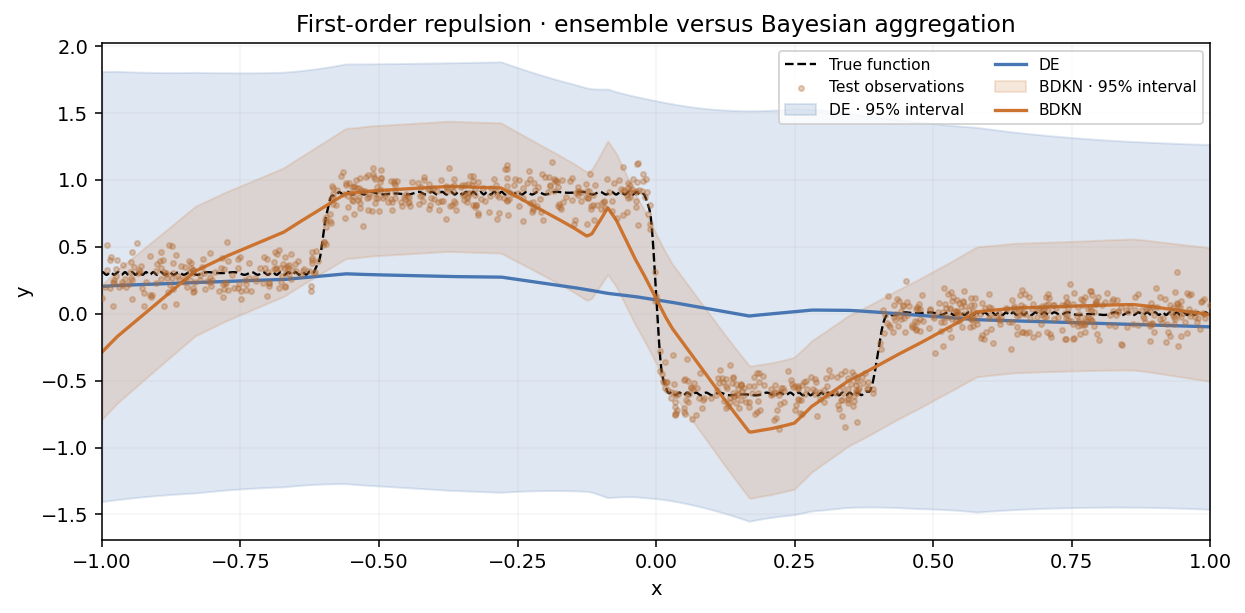 First-order repulsion · ensemble versus Bayesian aggregation
True function
Test observations
DE · 95% interval
DE
BDKN · 95% interval
BDKN
y
2.0
1.5
1.0
0.5
0.0
−0.5
−1.0
−1.5
−1.00 −0.75 −0.50 −0.25 0.00 0.25 0.50 0.75 1.00
x